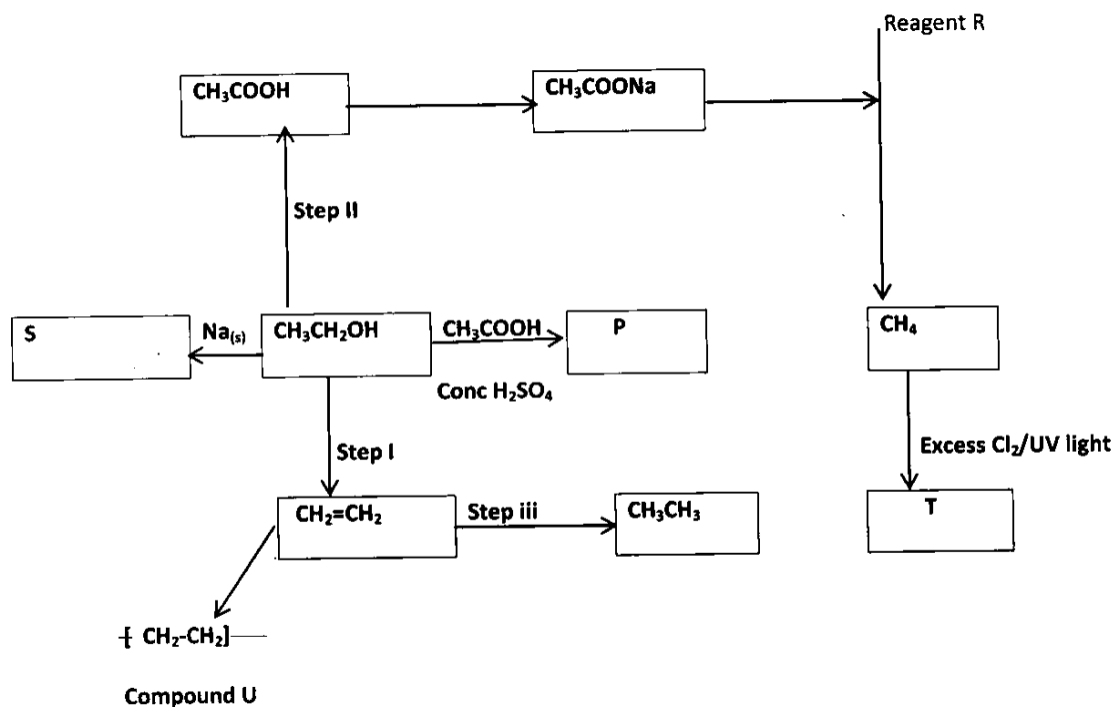 Reagent R
CH₃COOH
CH₃COONa
Step II
S
Na₍ₛ₎
CH₃CH₂OH
CH₃COOH
P
CH₄
Conc H₂SO₄
Step I
Excess Cl₂/UV light
CH₂=CH₂
Step iii
CH₃CH₃
T
[ CH₂-CH₂]
Compound U